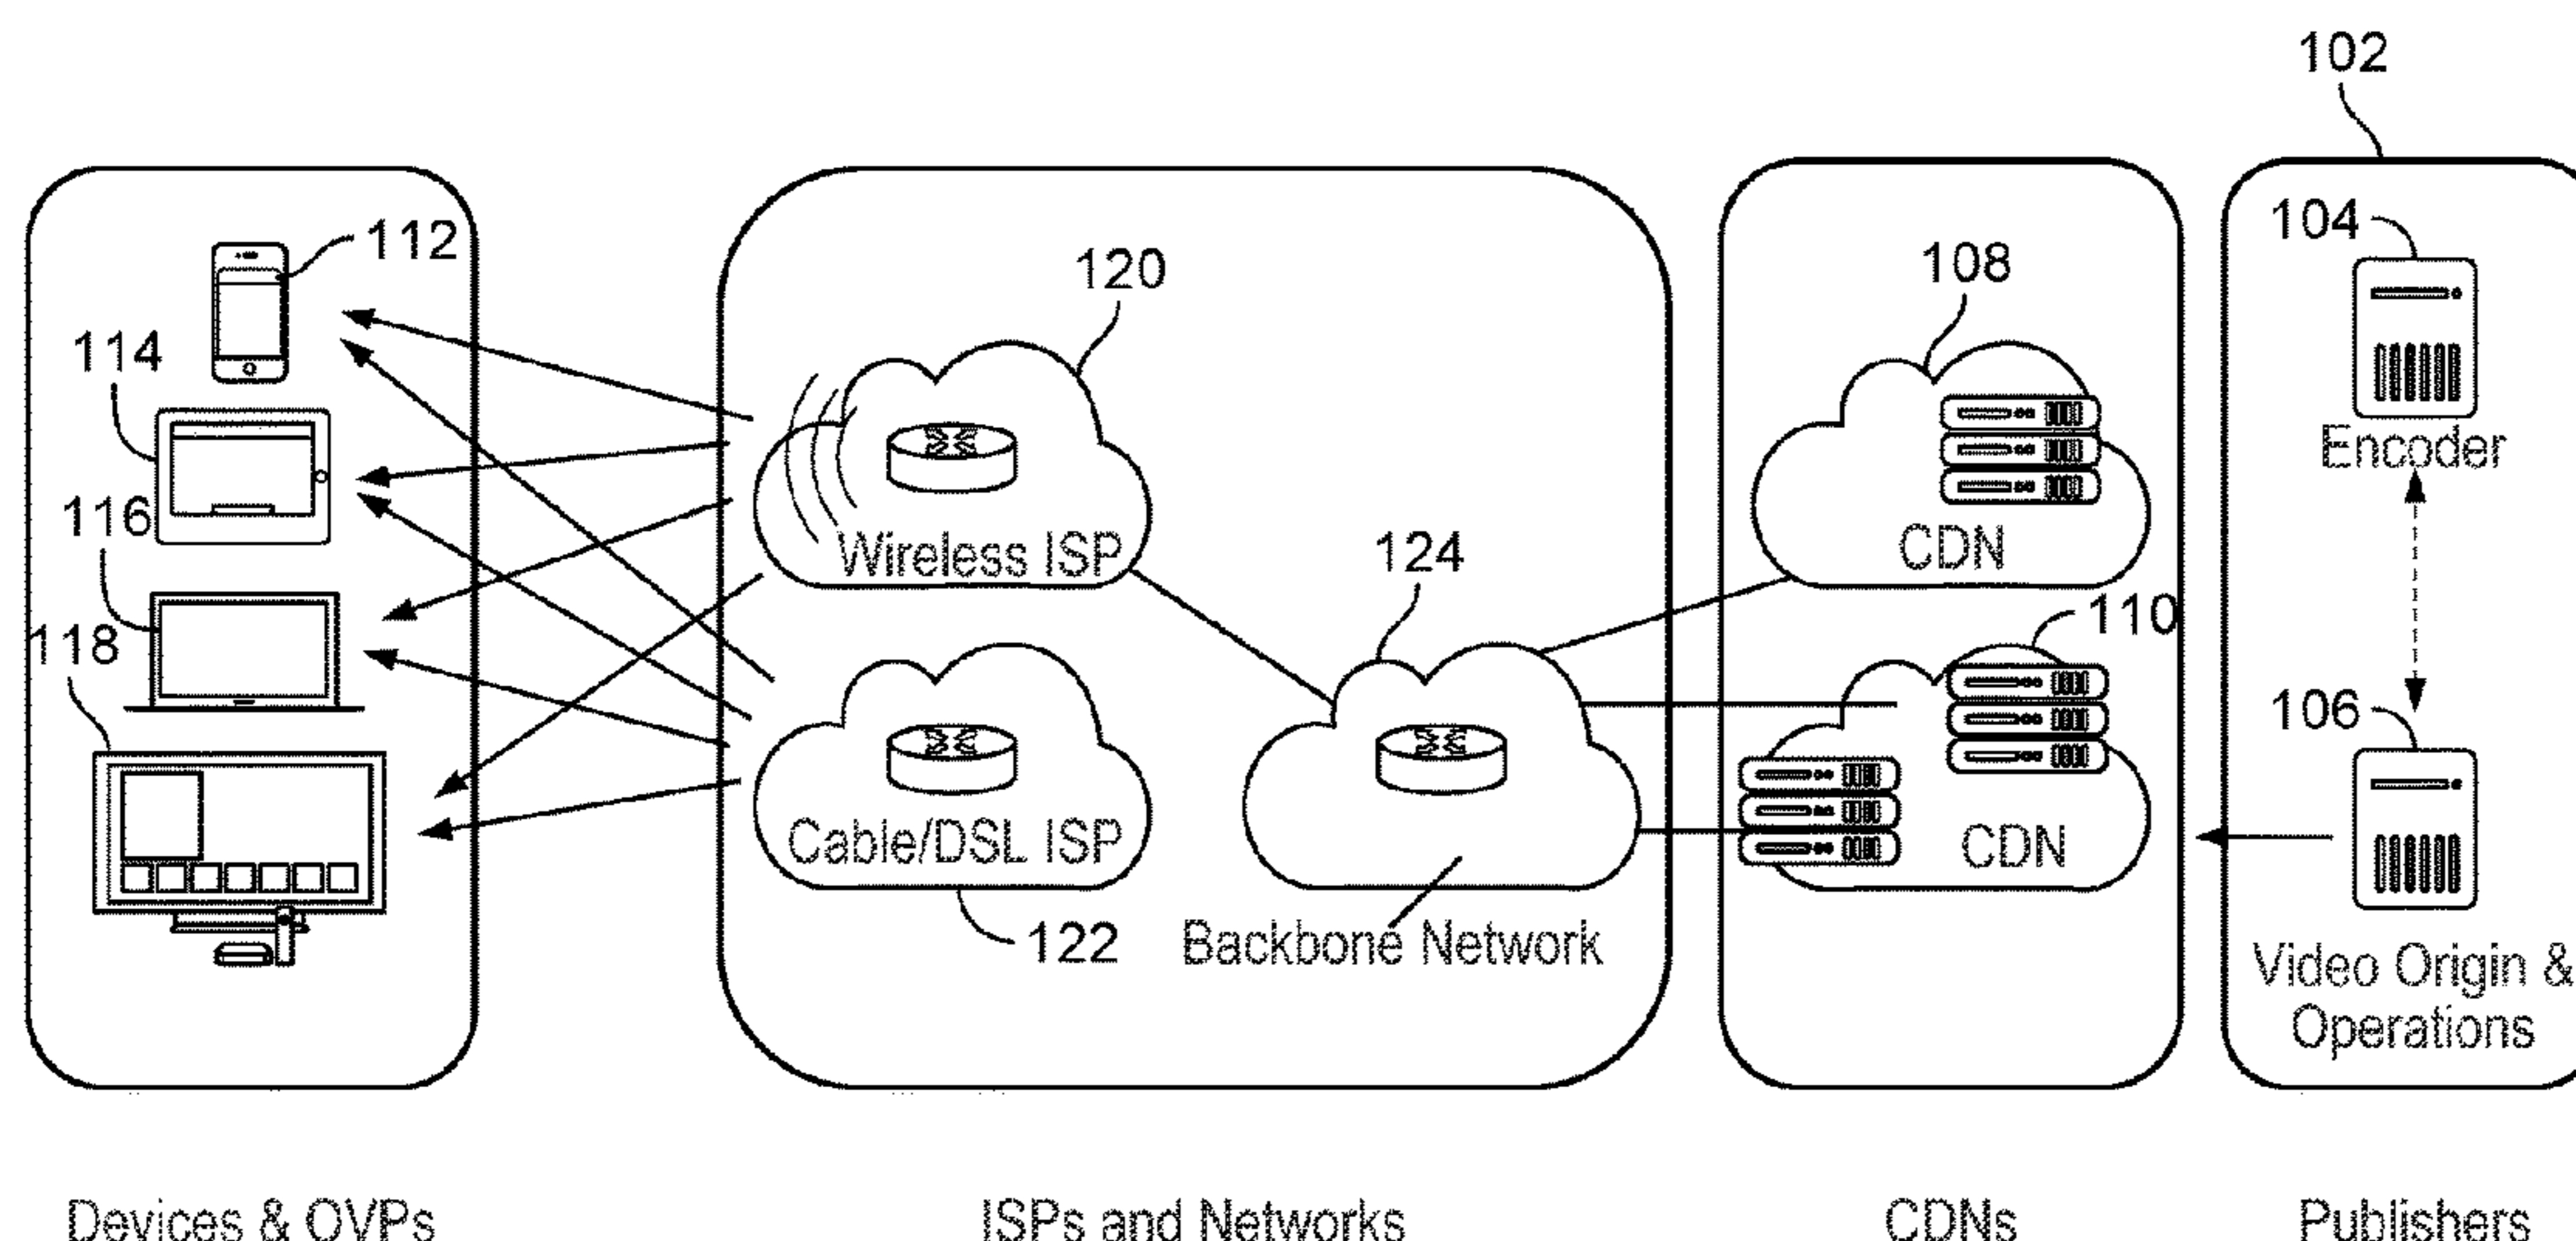 102
112
114
116
118
120
Wireless ISP
Cable/DSL ISP
122
124
Backbone Network
108
CDN
110
CDN
104
Encoder
106
Video Origin &
Operations
Devices & OVPs
ISPs and Networks
CDNs
Publishers